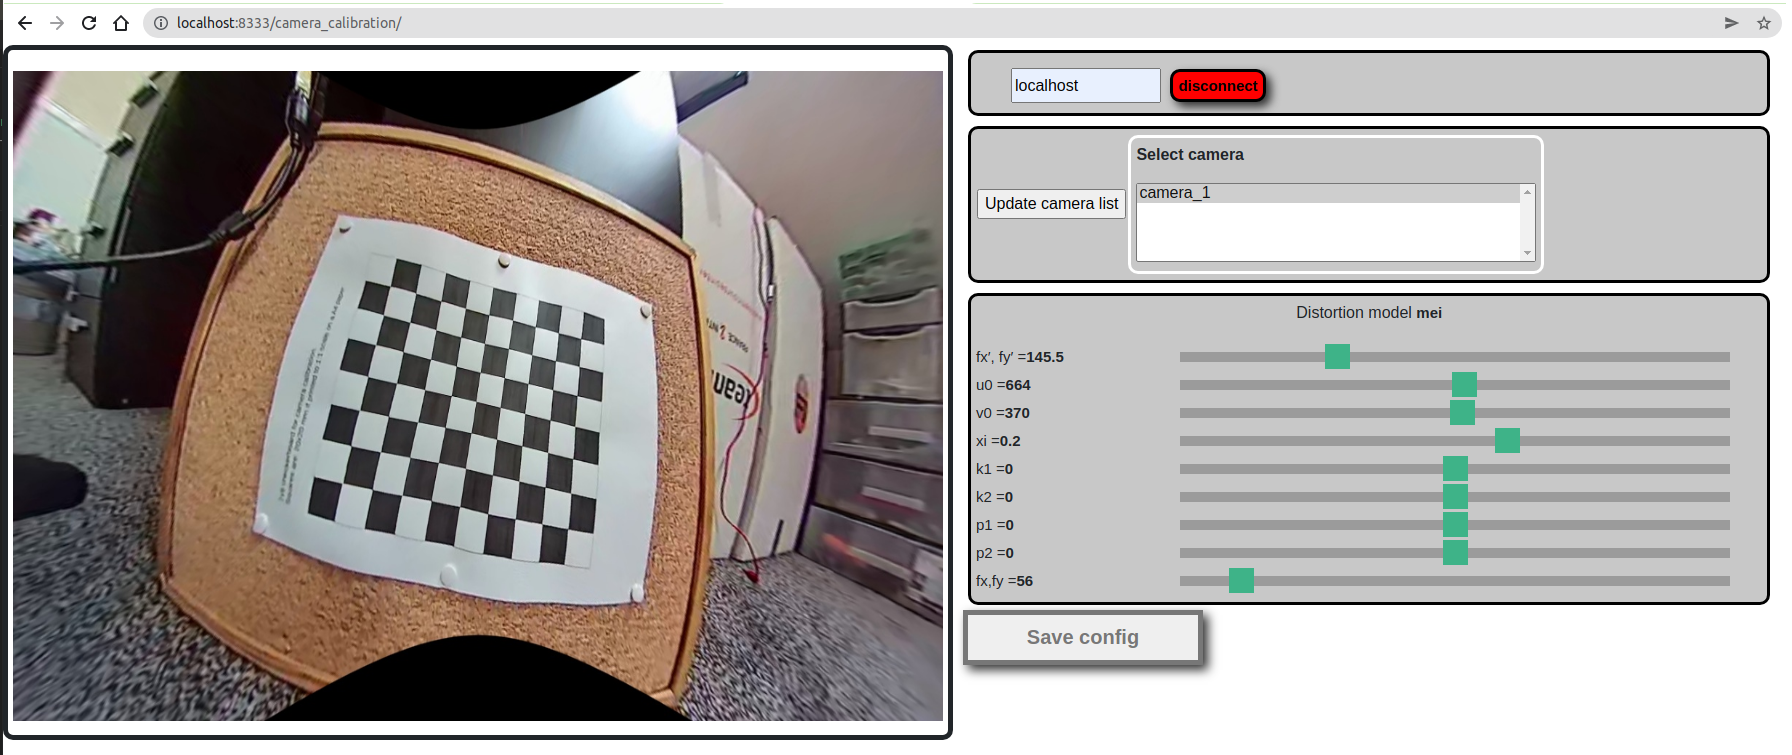 localhost:8333/camera_calibration/
localhost
disconnect
Select camera
Update camera list
camera_1
Distortion model mei
fx′, fy′ =145.5
u0 =664
v0 =370
xi =0.2
k1 =0
k2 =0
p1 =0
p2 =0
fx,fy =56
Save config